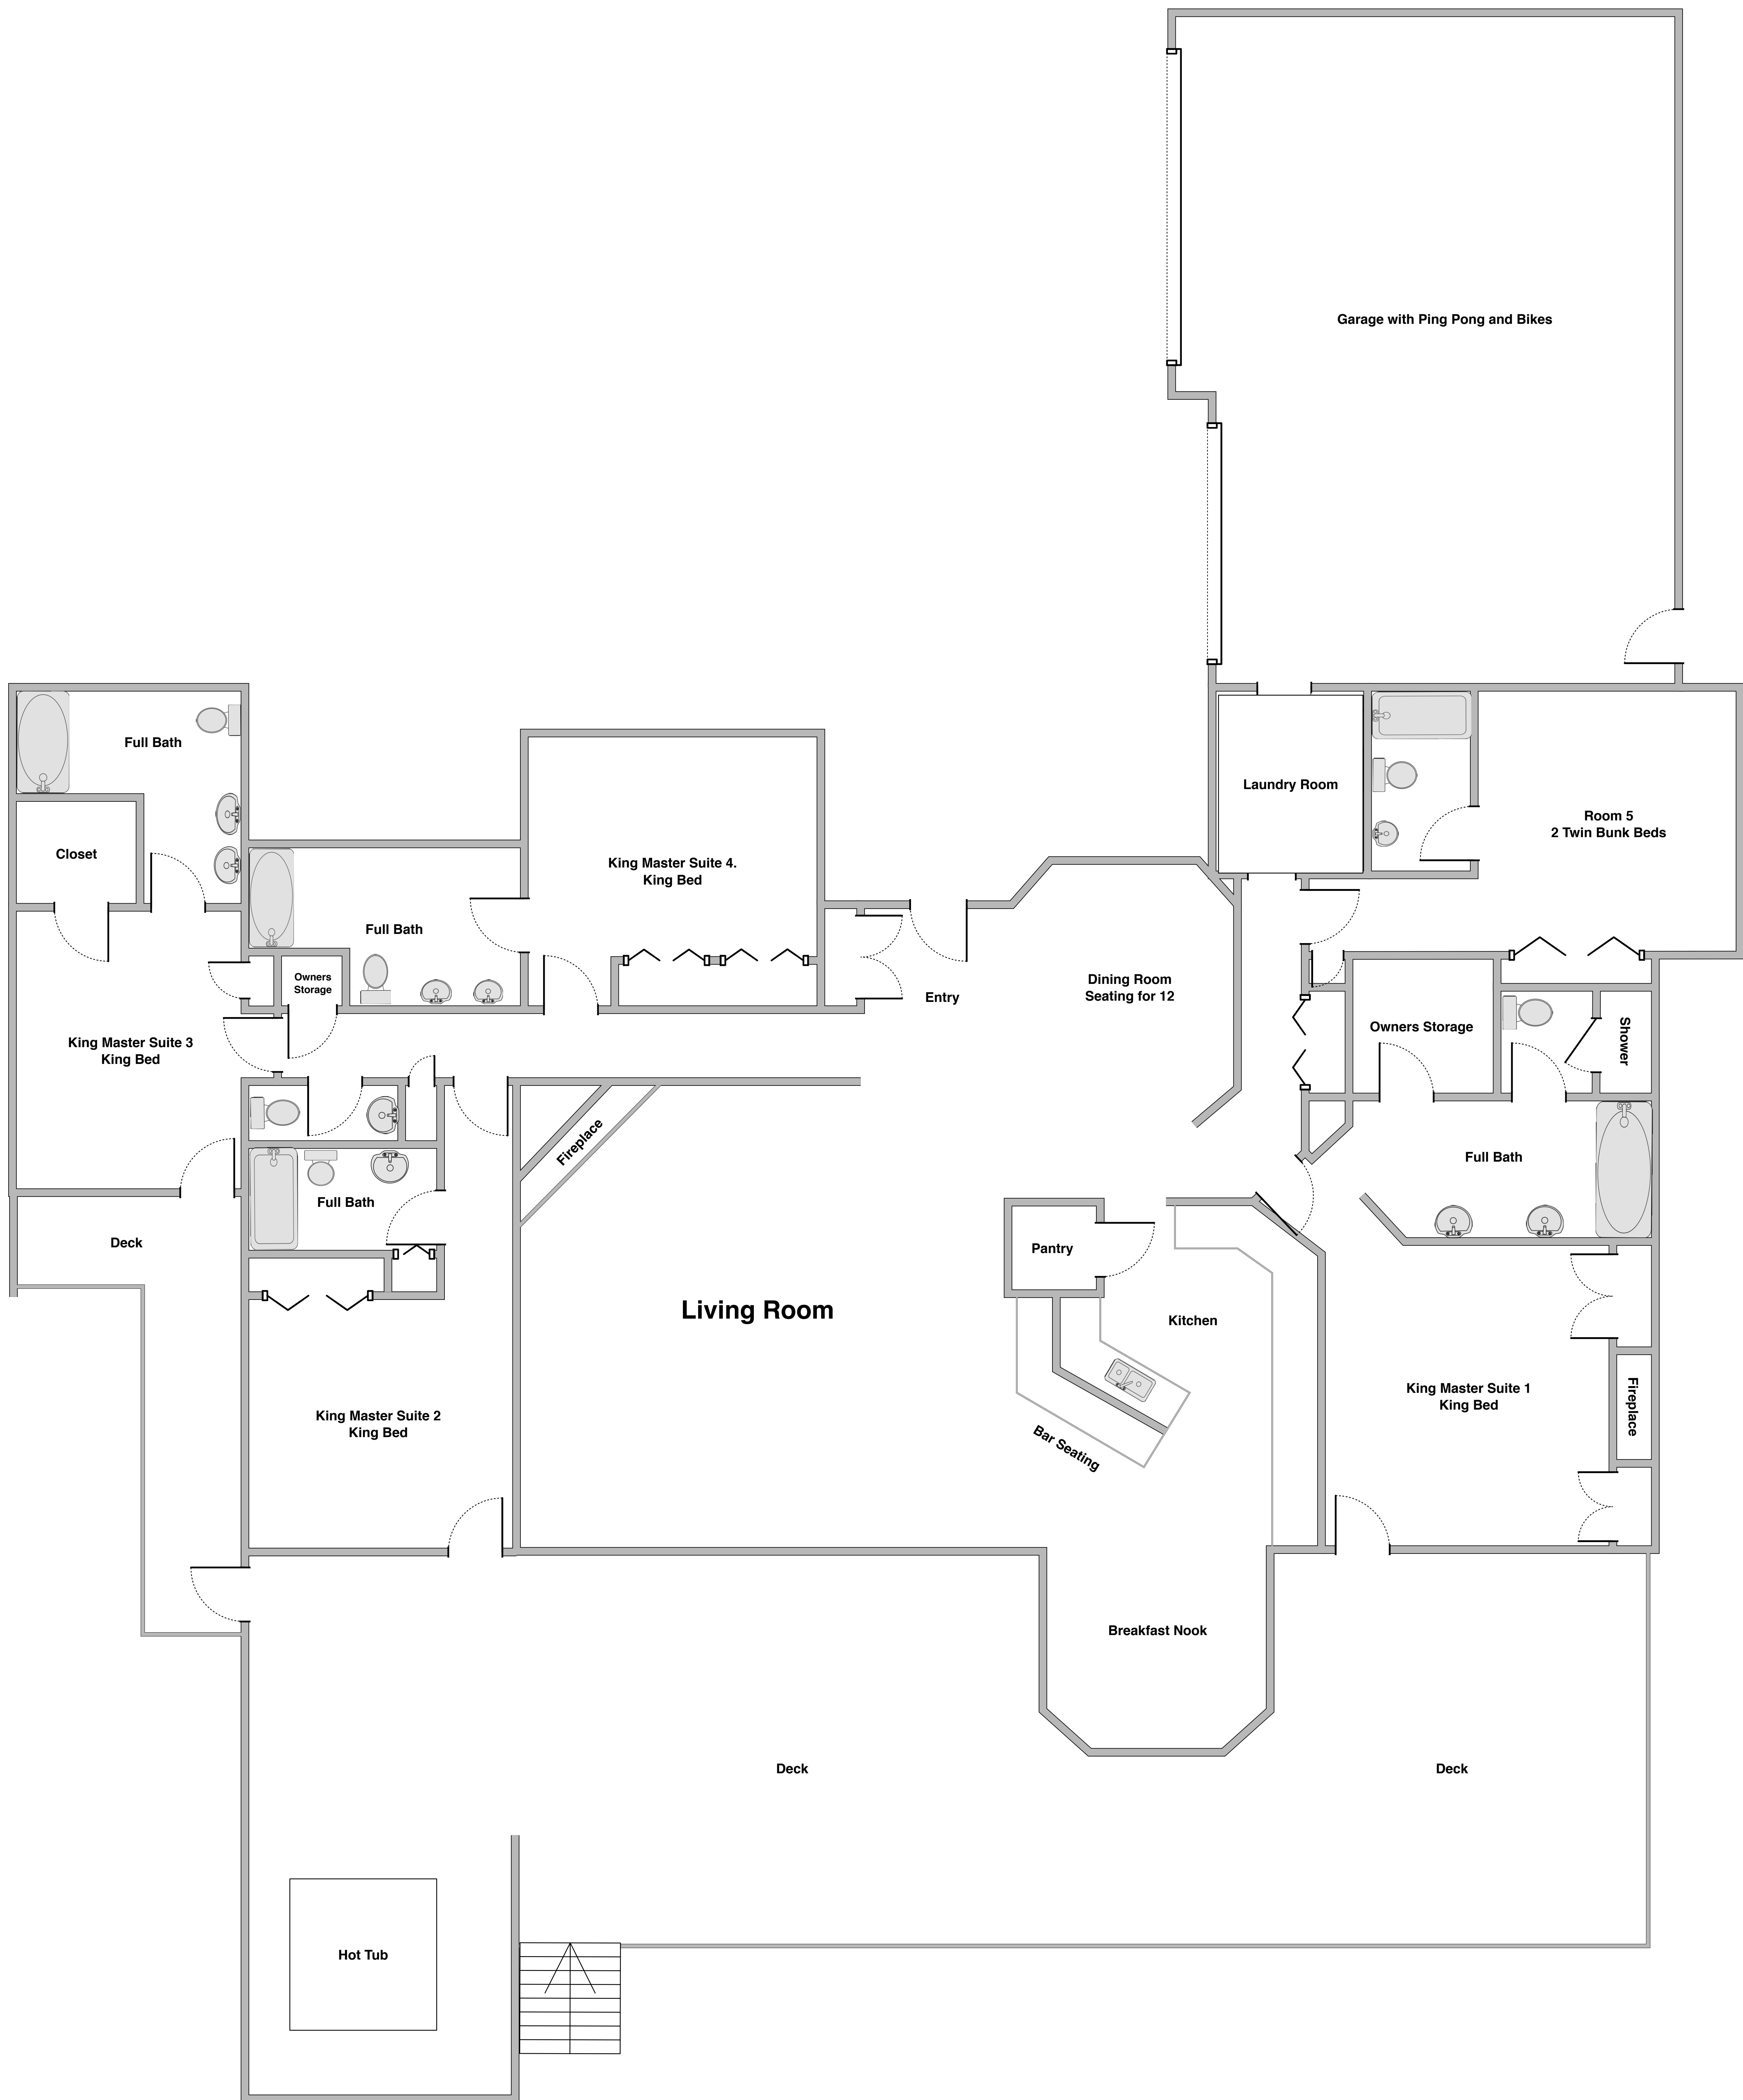 Garage with Ping Pong and Bikes
Full Bath
Laundry Room
Room 5
2 Twin Bunk Beds
Closet
King Master Suite 4.
King Bed
Full Bath
Owners
Storage
Dining Room
Seating for 12
Entry
Owners Storage
Shower
King Master Suite 3
King Bed
Fireplace
Full Bath
Full Bath
Deck
Pantry
Living Room
Kitchen
King Master Suite 1
King Bed
Fireplace
King Master Suite 2
King Bed
Bar Seating
Breakfast Nook
Deck
Deck
Hot Tub